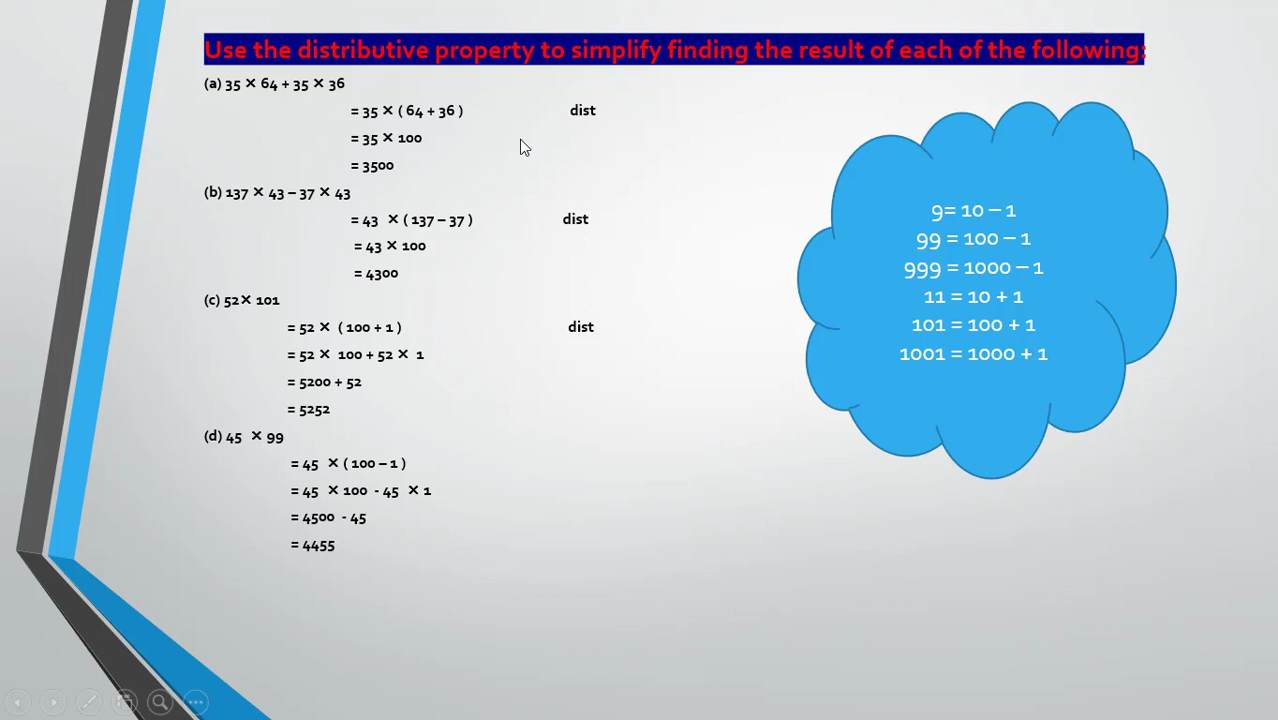 Use the distributive property to simplify finding the result of each of the following:
(a) 35 × 64 + 35 × 36
= 35 × ( 64 + 36 ) dist
= 35 × 100
= 3500
(b) 137 × 43 – 37 × 43
= 43 × ( 137 – 37 ) dist
= 43 × 100
= 4300
(c) 52× 101
= 52 × ( 100 + 1 ) dist
= 52 × 100 + 52 × 1
= 5200 + 52
= 5252
(d) 45 × 99
= 45 × ( 100 – 1 )
= 45 × 100 - 45 × 1
= 4500 - 45
= 4455
9= 10 – 1
99 = 100 – 1
999 = 1000 – 1
11 = 10 + 1
101 = 100 + 1
1001 = 1000 + 1